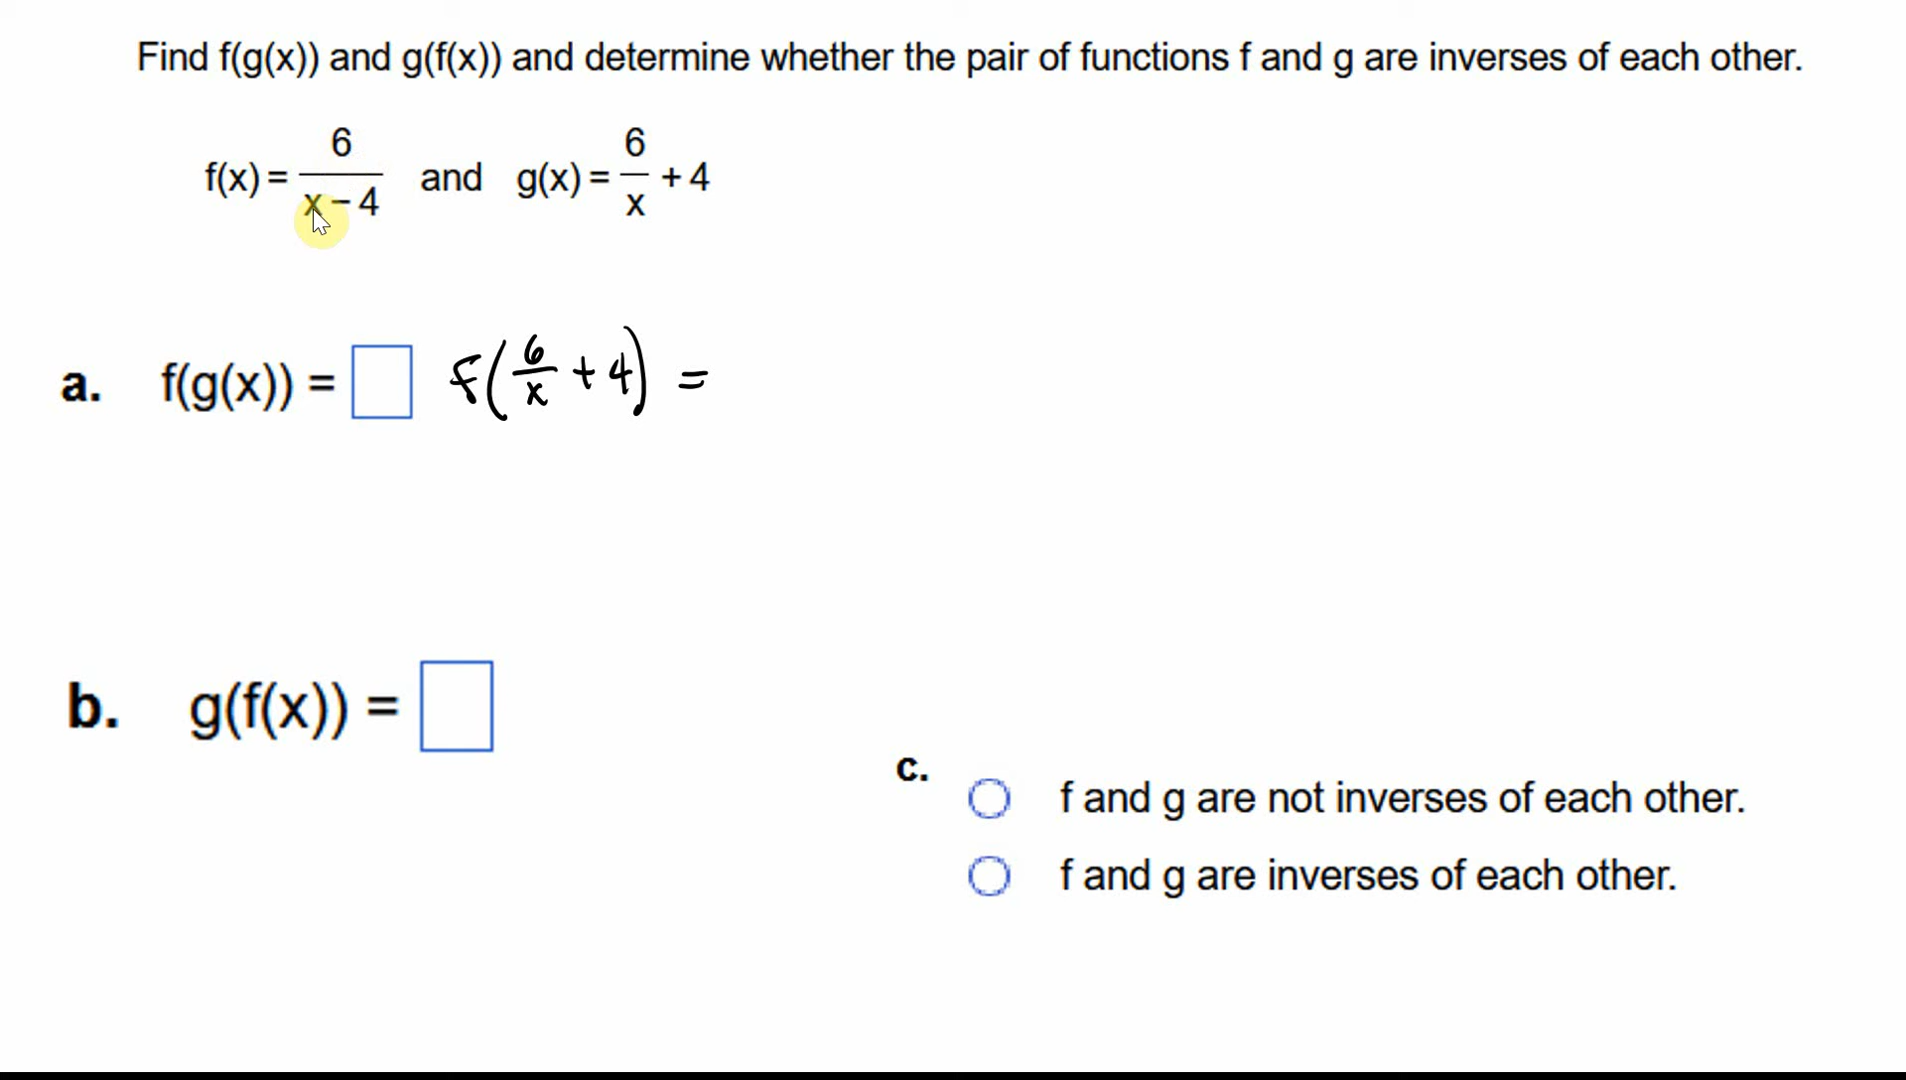 Find f(g(x)) and g(f(x)) and determine whether the pair of functions f and g are inverses of each other.
f(x) = 6/(x − 4) and g(x) = 6/x + 4
a. f(g(x)) = □ f(6/x + 4) =
b. g(f(x)) = □
c.
○ f and g are not inverses of each other.
○ f and g are inverses of each other.